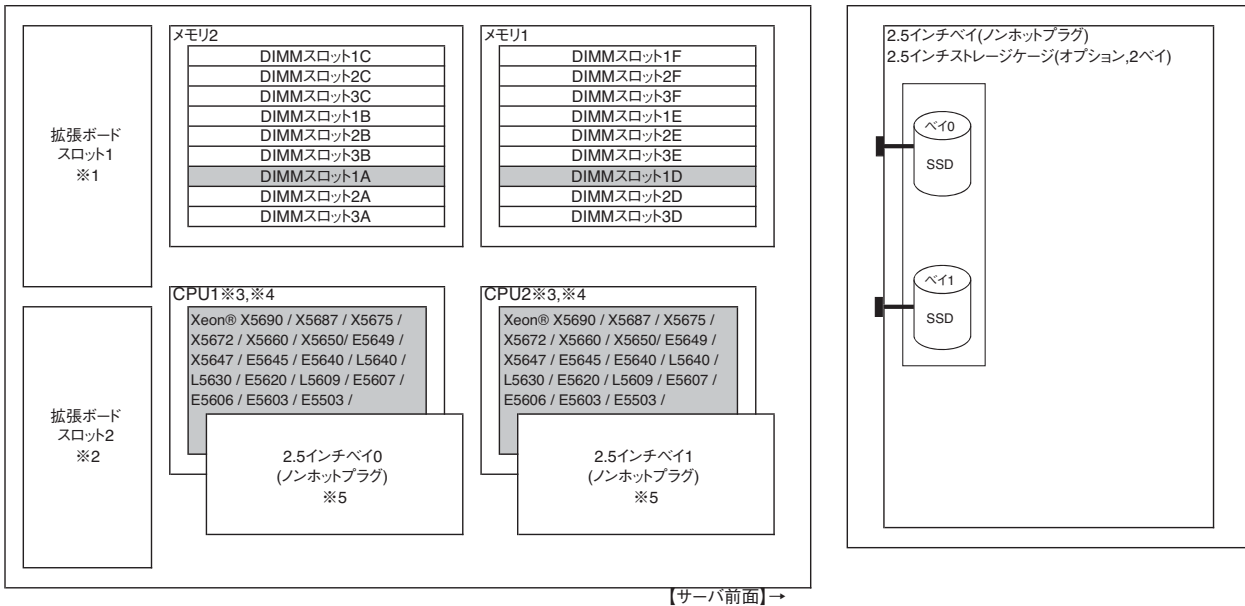 拡張ボード
スロット1
※1
メモリ2
DIMMスロット1C
DIMMスロット2C
DIMMスロット3C
DIMMスロット1B
DIMMスロット2B
DIMMスロット3B
DIMMスロット1A
DIMMスロット2A
DIMMスロット3A
メモリ1
DIMMスロット1F
DIMMスロット2F
DIMMスロット3F
DIMMスロット1E
DIMMスロット2E
DIMMスロット3E
DIMMスロット1D
DIMMスロット2D
DIMMスロット3D
拡張ボード
スロット2
※2
CPU1※3,※4
Xeon® X5690 / X5687 / X5675 /
X5672 / X5660 / X5650/ E5649 /
X5647 / E5645 / E5640 / L5640 /
L5630 / E5620 / L5609 / E5607 /
E5606 / E5603 / E5503 /
2.5インチベイ0
(ノンホットプラグ)
※5
CPU2※3,※4
Xeon® X5690 / X5687 / X5675 /
X5672 / X5660 / X5650/ E5649 /
X5647 / E5645 / E5640 / L5640 /
L5630 / E5620 / L5609 / E5607 /
E5606 / E5603 / E5503 /
2.5インチベイ1
(ノンホットプラグ)
※5
【サーバ前面】→
2.5インチベイ(ノンホットプラグ)
2.5インチストレージケージ(オプション,2ベイ)
ベイ0
SSD
ベイ1
SSD